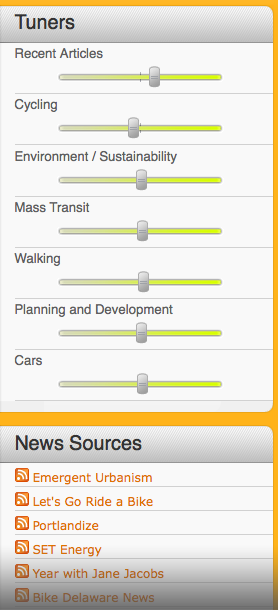 Tuners
Recent Articles
Cycling
Environment / Sustainability
Mass Transit
Walking
Planning and Development
Cars
News Sources
Emergent Urbanism
Let's Go Ride a Bike
Portlandize
SET Energy
Year with Jane Jacobs
Bike Delaware News